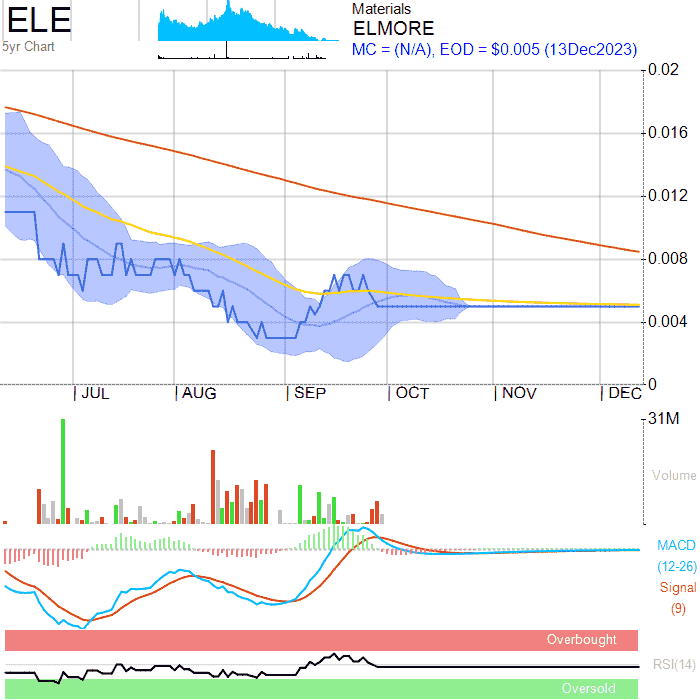 ELE
5yr Chart
Materials
ELMORE
MC = (N/A), EOD = $0.005 (13Dec2023)
0.02
0.016
0.012
0.008
0.004
0
JUL AUG SEP OCT NOV DEC
31M
Volume
MACD
(12-26)
Signal
(9)
Overbought
RSI(14)
Oversold